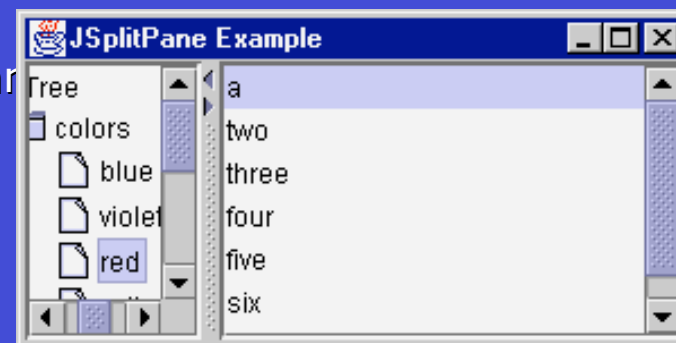 JSplitPane Example
Tree
colors
blue
violet
red
a
two
three
four
five
six